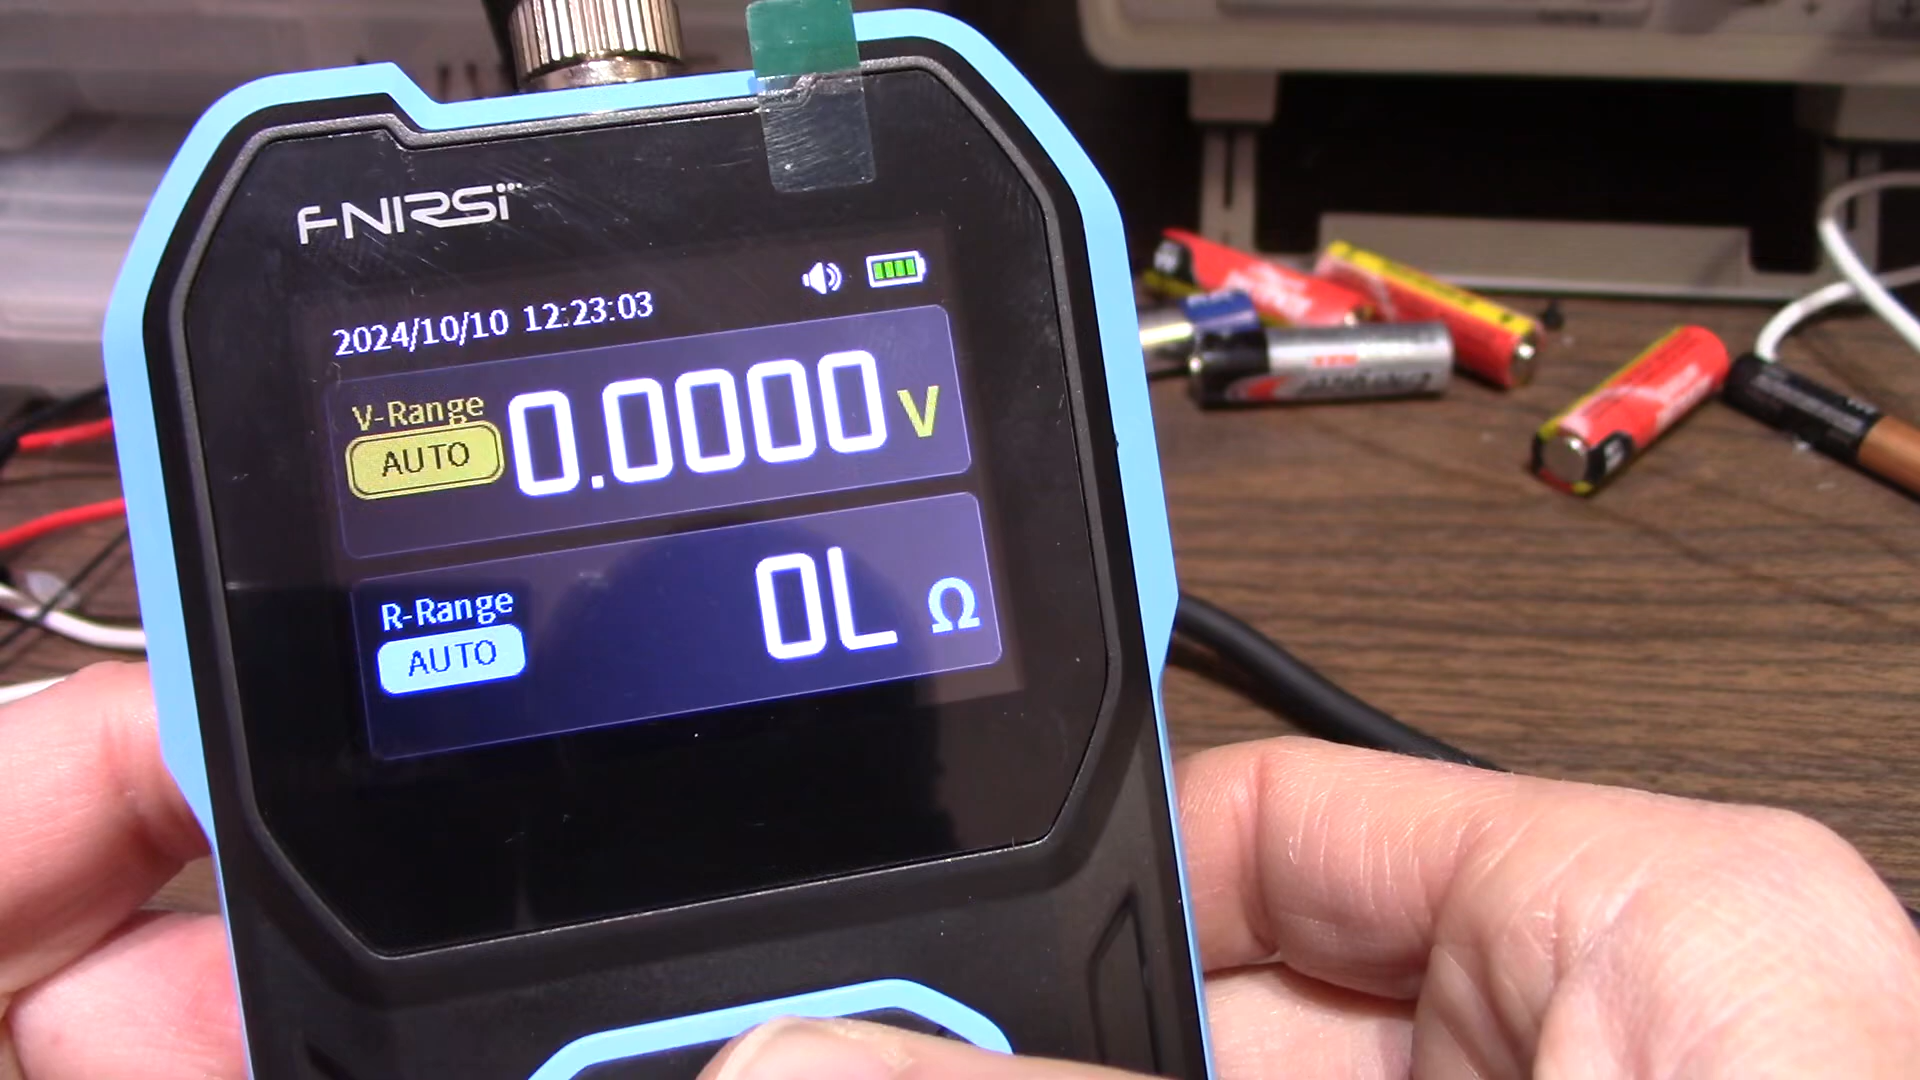 FNIRSI
2024/10/10 12:23:03
V-Range
AUTO
0.0000 V
R-Range
AUTO
OL Ω